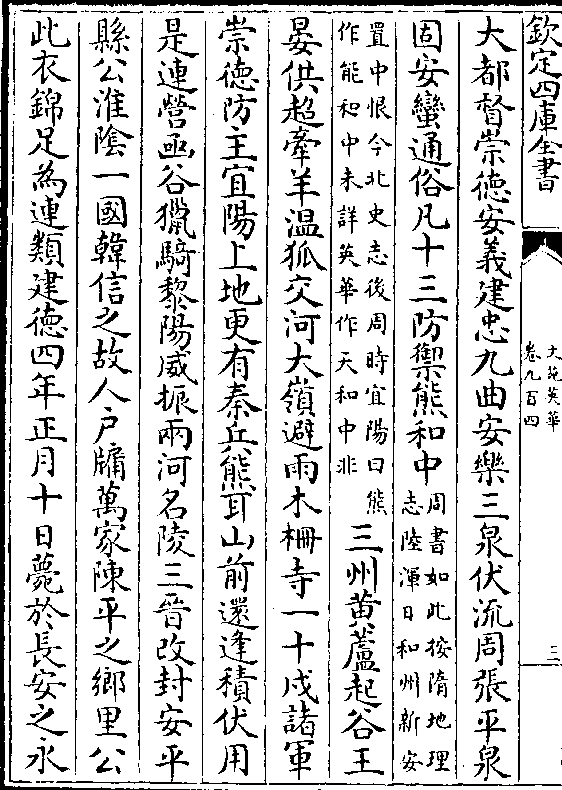 欽定四庫全書
文苑英華
卷九百四
三
大都督崇德安義建忠九曲安樂三泉伏流周張平泉
固安蠻通俗凡十三防禦熊和中
周書如此按隋地理
志陸渾日和州新安
置中恨今北史志後周時宜陽曰熊
作能和中未詳英華作天和中非
三州黄蘆起谷王
晏供超牽羊温狐交河大嶺避雨木柵寺一十戍諸軍
崇德防主宜陽上地更有秦兵熊耳山前還逢積伏用
是連營亟谷獵騎黎陽威振兩河名陵三晉改封安平
縣公淮陰一國韓信之故人户牖萬家陳平之鄉里公
此衣錦足為連類建德四年正月十日薨於長安之水